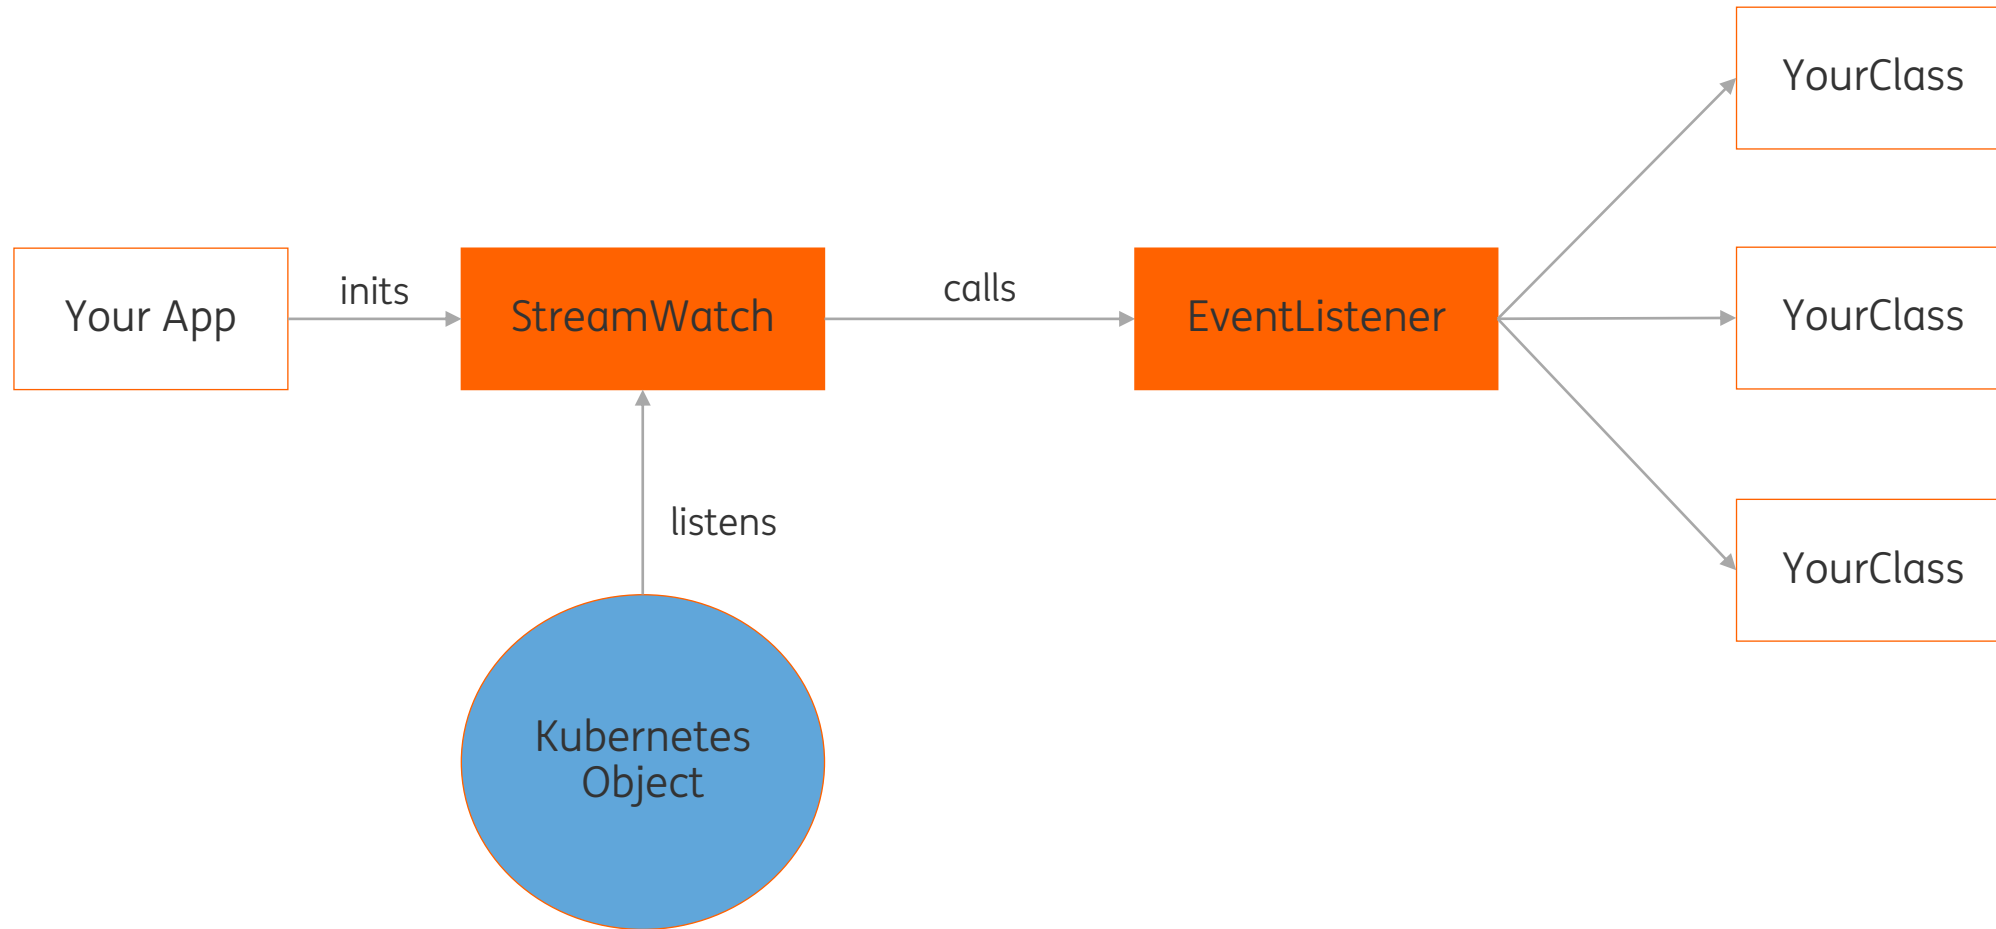 YourClass
Your App
inits
StreamWatch
calls
EventListener
YourClass
listens
YourClass
Kubernetes
Object